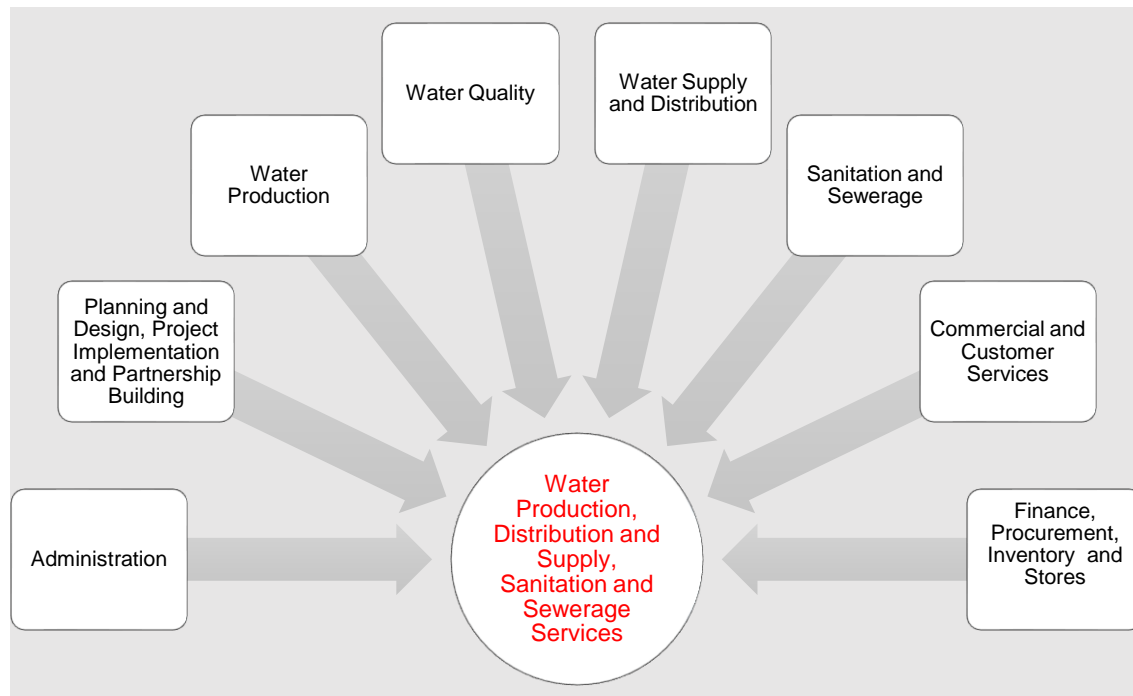 Water Quality
Water Supply
and Distribution
Water
Production
Sanitation and
Sewerage
Planning and
Design, Project
Implementation
and Partnership
Building
Commercial and
Customer
Services
Administration
Water
Production,
Distribution and
Supply,
Sanitation and
Sewerage
Services
Finance,
Procurement,
Inventory  and
Stores